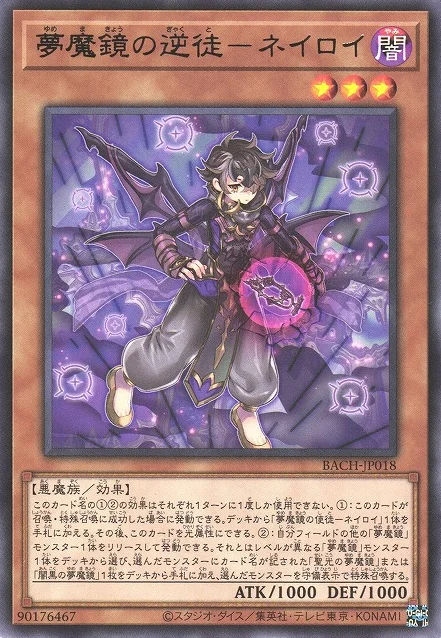 夢魔鏡の逆徒－ネイロイ
闇
BACH-JP018
【悪魔族／効果】
このカード名の①②の効果はそれぞれ１ターンに１度しか使用できない。①：このカードが
召喚・特殊召喚に成功した場合に発動できる。デッキから「夢魔鏡の使徒－ネイロイ」１体
を手札に加える。その後、このカードを光属性にできる。②：自分フィールドの他の「夢魔鏡」
モンスター１体をリリースして発動できる。それとはレベルが異なる「夢魔鏡」モンスター
１体をデッキから選び、選んだモンスターにカード名が記された「聖光の夢魔鏡」または
「闇黒の夢魔鏡」１枚をデッキから手札に加え、選んだモンスターを守備表示で特殊召喚する。
ATK/1000 DEF/1000
90176467
©スタジオ・ダイス／集英社・テレビ東京・KONAMI